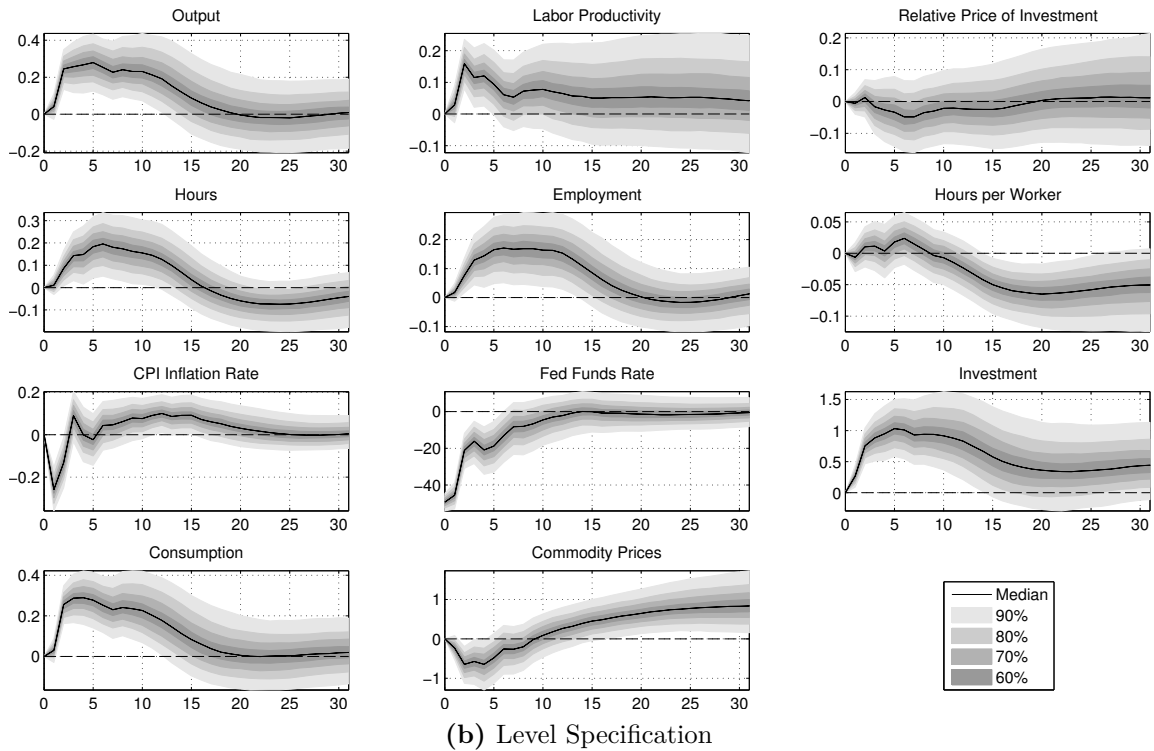 Output
0.4
0.2
0
−0.2
0 5 10 15 20 25 30
Labor Productivity
0.2
0.1
0
−0.1
0 5 10 15 20 25 30
Relative Price of Investment
0.2
0.1
0
−0.1
0 5 10 15 20 25 30
Hours
0.3
0.2
0.1
0
−0.1
0 5 10 15 20 25 30
Employment
0.2
0.1
0
−0.1
0 5 10 15 20 25 30
Hours per Worker
0.05
0
−0.05
−0.1
0 5 10 15 20 25 30
CPI Inflation Rate
0.2
0
−0.2
0 5 10 15 20 25 30
Fed Funds Rate
0
−20
−40
0 5 10 15 20 25 30
Investment
1.5
1
0.5
0
0 5 10 15 20 25 30
Consumption
0.4
0.2
0
0 5 10 15 20 25 30
Commodity Prices
1
0
−1
0 5 10 15 20 25 30
Median
90%
80%
70%
60%
(b) Level Specification